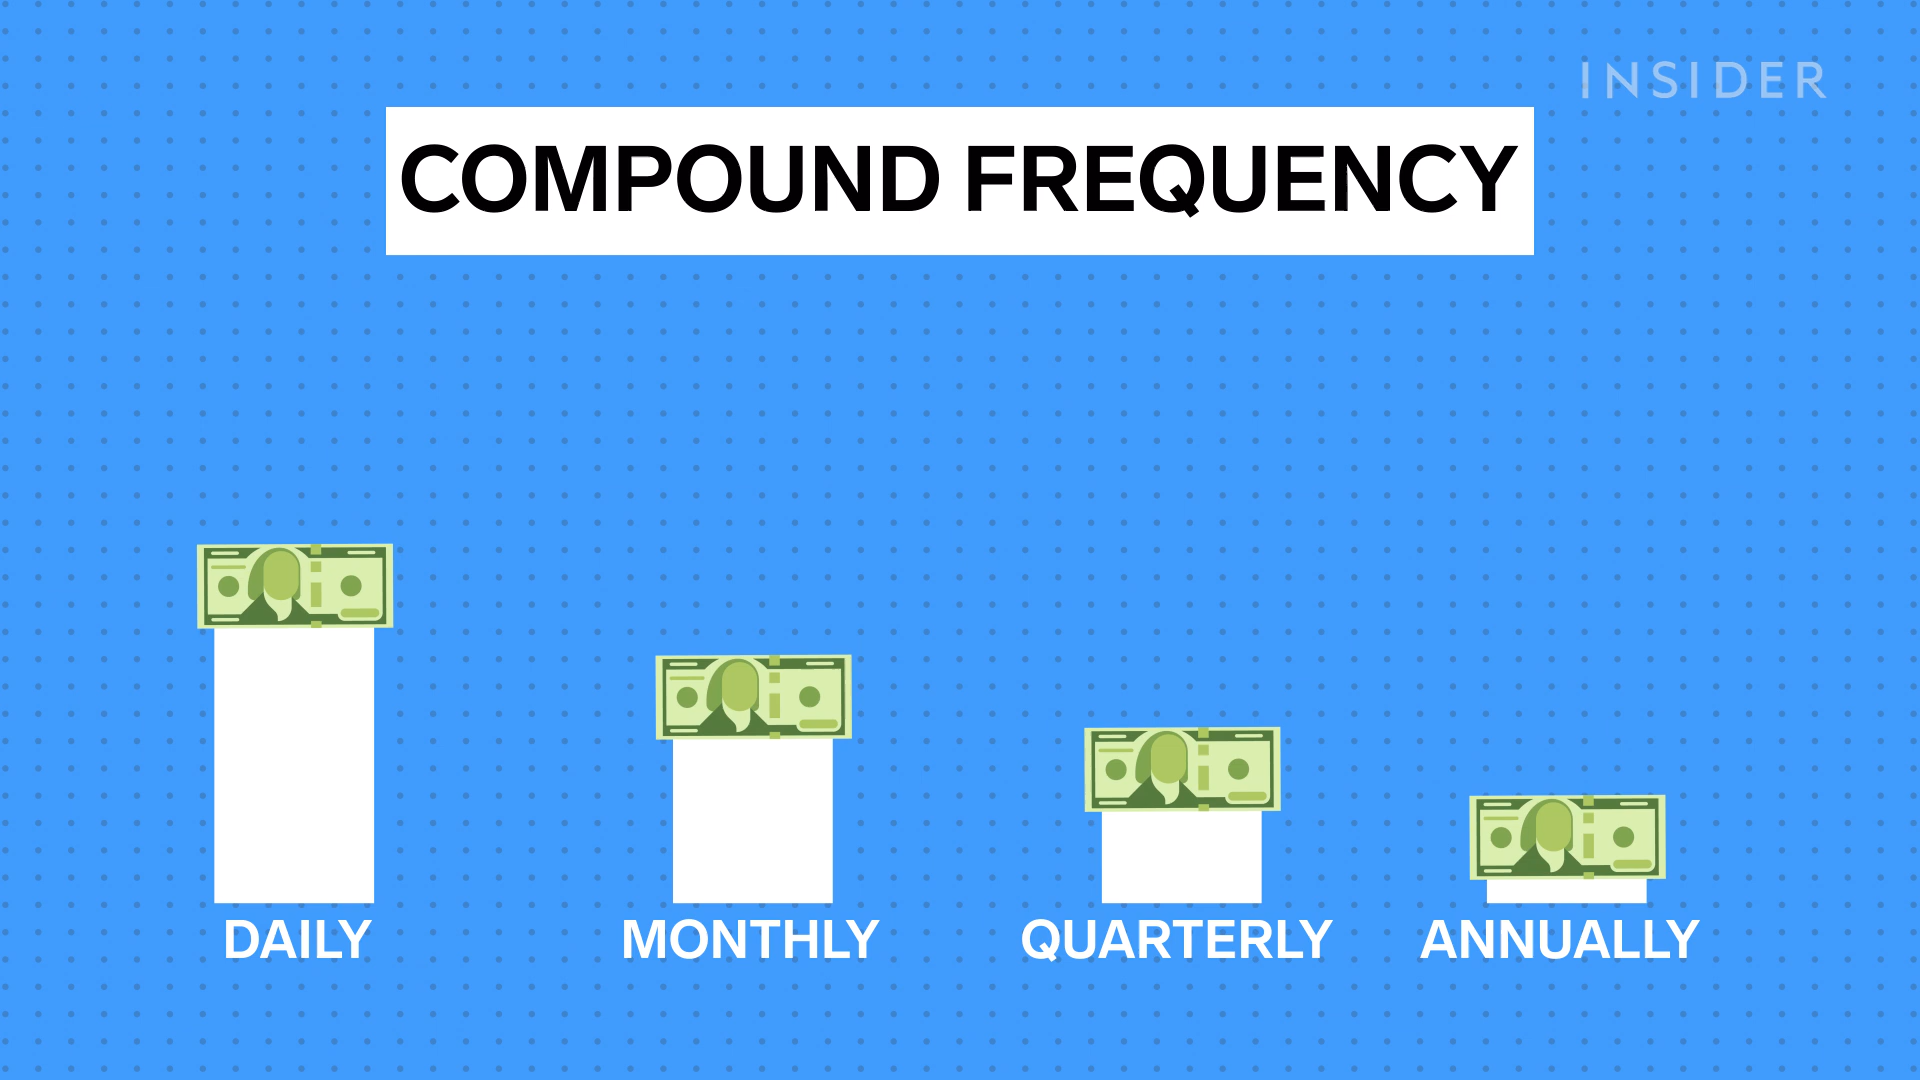 INSIDER
COMPOUND FREQUENCY
DAILY
MONTHLY
QUARTERLY
ANNUALLY